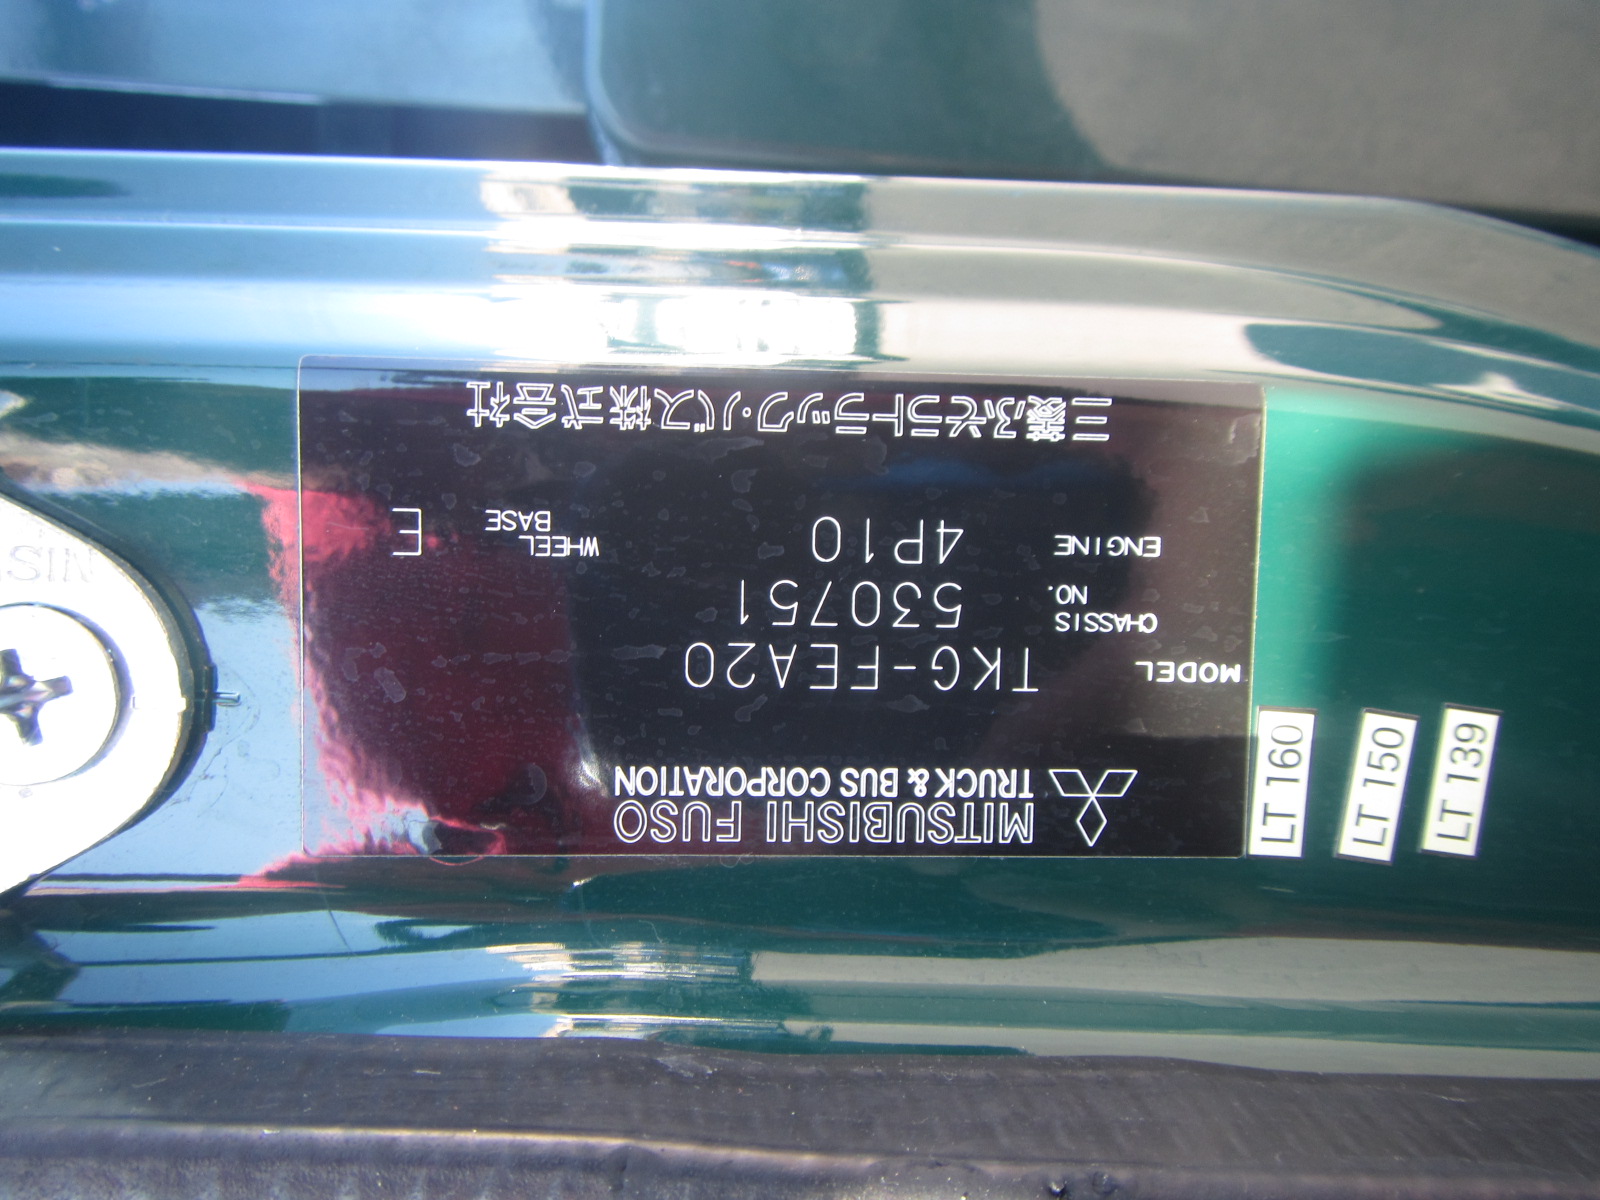 MITSUBISHI FUSO
TRUCK & BUS CORPORATION
MODEL TKG-FEA20
CHASSIS NO. 530751
ENGINE 4P10 WHEEL BASE E
三菱ふそうトラック・バス株式会社
LT 160
LT 150
LT 139